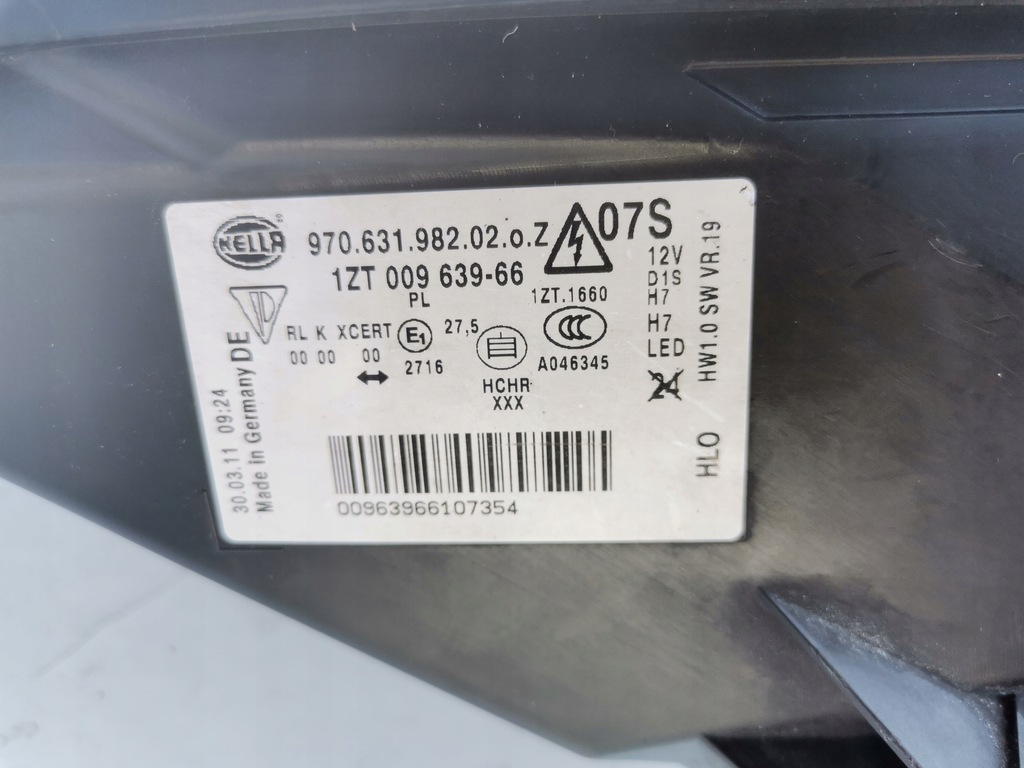 HELLA
970.631.982.02.o.Z
07S
1ZT 009 639-66
PL
1ZT.1660
12V
D1S
H7
H7
LED
24
RL K XCERT
E1
27,5
CCC
00 00 00
2716
A046345
HCHR
XXX
30.03.11 09:24
Made in Germany DE
HLO HW1.0 SW VR.19
00963966107354